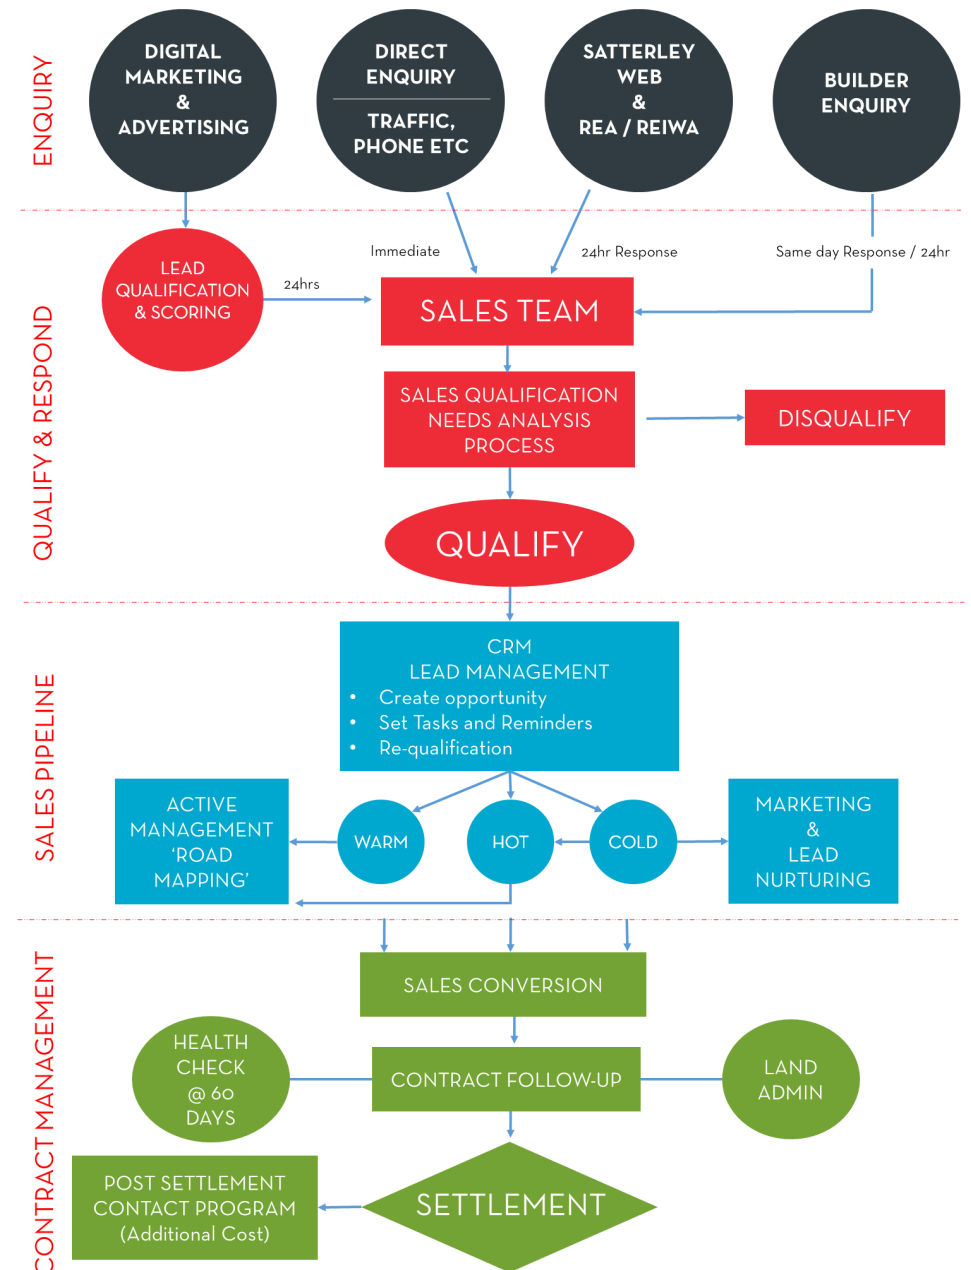 ENQUIRY
DIGITAL
MARKETING
&
ADVERTISING
DIRECT
ENQUIRY
TRAFFIC,
PHONE ETC
SATTERLEY
WEB
&
REA / REIWA
BUILDER
ENQUIRY
QUALIFY & RESPOND
LEAD
QUALIFICATION
& SCORING
24hrs
Immediate
24hr Response
Same day Response / 24hr
SALES TEAM
SALES QUALIFICATION
NEEDS ANALYSIS
PROCESS
DISQUALIFY
QUALIFY
SALES PIPELINE
CRM
LEAD MANAGEMENT
• Create opportunity
• Set Tasks and Reminders
• Re-qualification
ACTIVE
MANAGEMENT
‘ROAD
MAPPING’
WARM
HOT
COLD
MARKETING
&
LEAD
NURTURING
CONTRACT MANAGEMENT
SALES CONVERSION
HEALTH
CHECK
@ 60
DAYS
CONTRACT FOLLOW-UP
LAND
ADMIN
POST SETTLEMENT
CONTACT PROGRAM
(Additional Cost)
SETTLEMENT